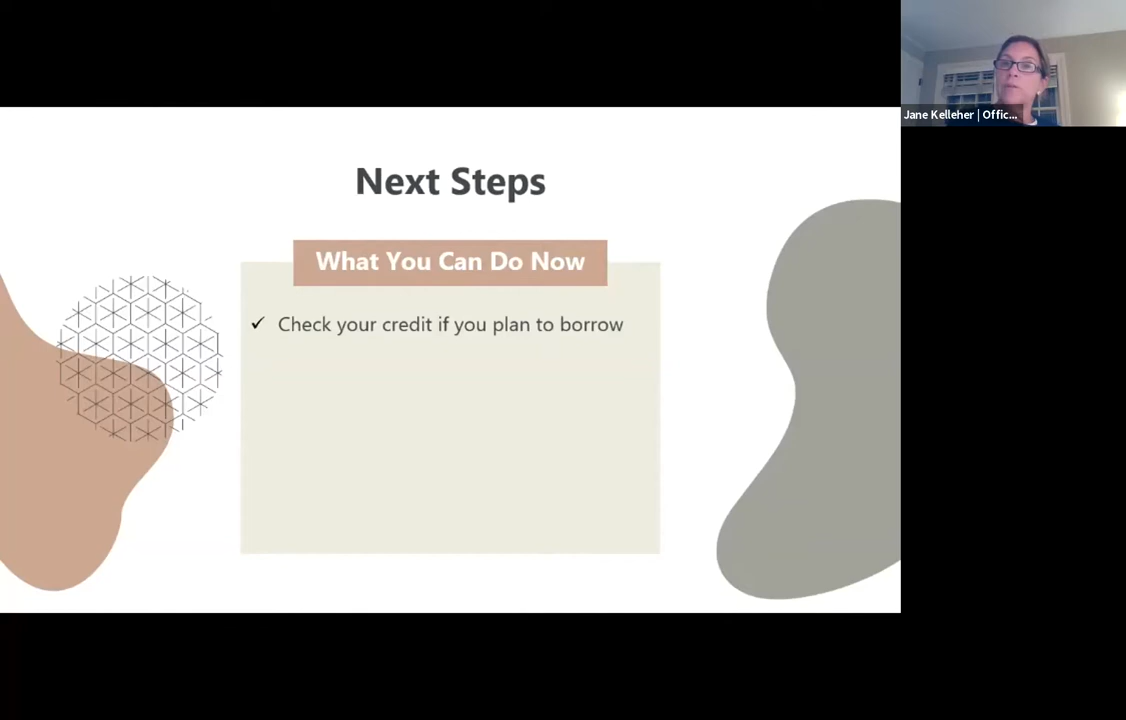 Jane Kelleher | Offic...
Next Steps
What You Can Do Now
✓ Check your credit if you plan to borrow